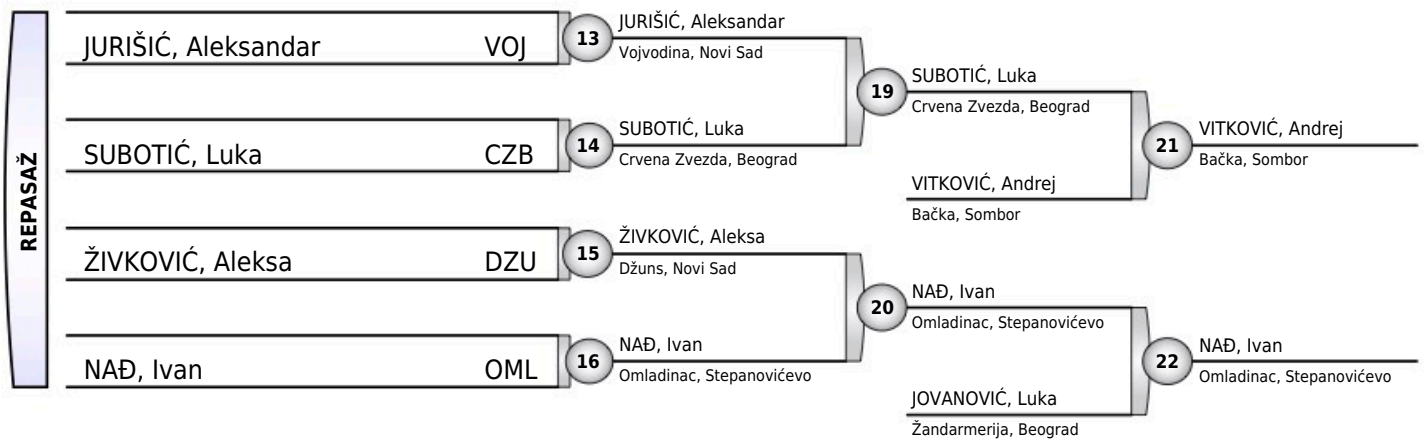 REPASAŽ
JURIŠIĆ, Aleksandar VOJ
13
JURIŠIĆ, Aleksandar
Vojvodina, Novi Sad
SUBOTIĆ, Luka CZB
14
SUBOTIĆ, Luka
Crvena Zvezda, Beograd
ŽIVKOVIĆ, Aleksa DZU
15
ŽIVKOVIĆ, Aleksa
Džuns, Novi Sad
NAĐ, Ivan OML
16
NAĐ, Ivan
Omladinac, Stepanovićevo
19
SUBOTIĆ, Luka
Crvena Zvezda, Beograd
VITKOVIĆ, Andrej
Bačka, Sombor
20
NAĐ, Ivan
Omladinac, Stepanovićevo
JOVANOVIĆ, Luka
Žandarmerija, Beograd
21
VITKOVIĆ, Andrej
Bačka, Sombor
22
NAĐ, Ivan
Omladinac, Stepanovićevo